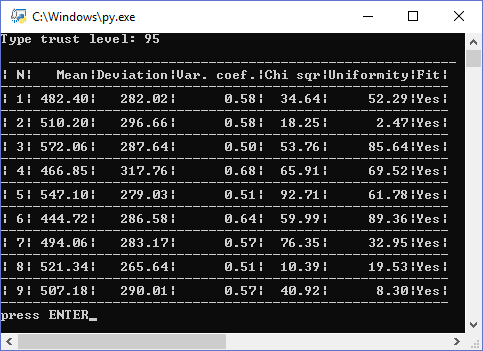 C:\Windows\py.exe
Type trust level: 95
¦ N¦ Mean¦Deviation¦Var. coef.¦Chi sqr¦Uniformity¦Fit¦
¦ 1¦ 482.40¦ 282.02¦ 0.58¦ 34.64¦ 52.29¦Yes¦
¦ 2¦ 510.20¦ 296.66¦ 0.58¦ 18.25¦ 2.47¦Yes¦
¦ 3¦ 572.06¦ 287.64¦ 0.50¦ 53.76¦ 85.64¦Yes¦
¦ 4¦ 466.85¦ 317.76¦ 0.68¦ 65.91¦ 69.52¦Yes¦
¦ 5¦ 547.10¦ 279.03¦ 0.51¦ 92.71¦ 61.78¦Yes¦
¦ 6¦ 444.72¦ 286.58¦ 0.64¦ 59.99¦ 89.36¦Yes¦
¦ 7¦ 494.06¦ 283.17¦ 0.57¦ 76.35¦ 32.95¦Yes¦
¦ 8¦ 521.34¦ 265.64¦ 0.51¦ 10.39¦ 19.53¦Yes¦
¦ 9¦ 507.18¦ 290.01¦ 0.57¦ 40.92¦ 8.30¦Yes¦
press ENTER_